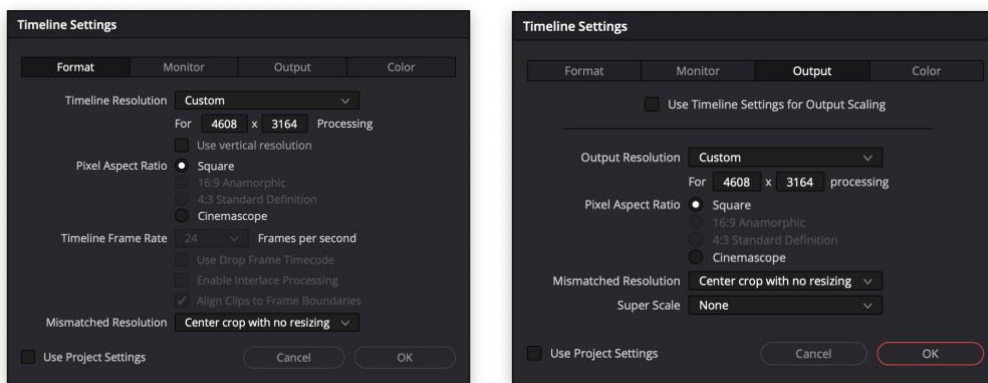 Timeline Settings
Format Monitor Output Color
Timeline Resolution Custom
For 4608 x 3164 Processing
Use vertical resolution
Pixel Aspect Ratio Square
16:9 Anamorphic
4:3 Standard Definition
Cinemascope
Timeline Frame Rate 24 Frames per second
Use Drop Frame Timecode
Enable Interlace Processing
Align Clips to Frame Boundaries
Mismatched Resolution Center crop with no resizing
Use Project Settings Cancel OK
Timeline Settings
Format Monitor Output Color
Use Timeline Settings for Output Scaling
Output Resolution Custom
For 4608 x 3164 processing
Pixel Aspect Ratio Square
16:9 Anamorphic
4:3 Standard Definition
Cinemascope
Mismatched Resolution Center crop with no resizing
Super Scale None
Use Project Settings Cancel OK